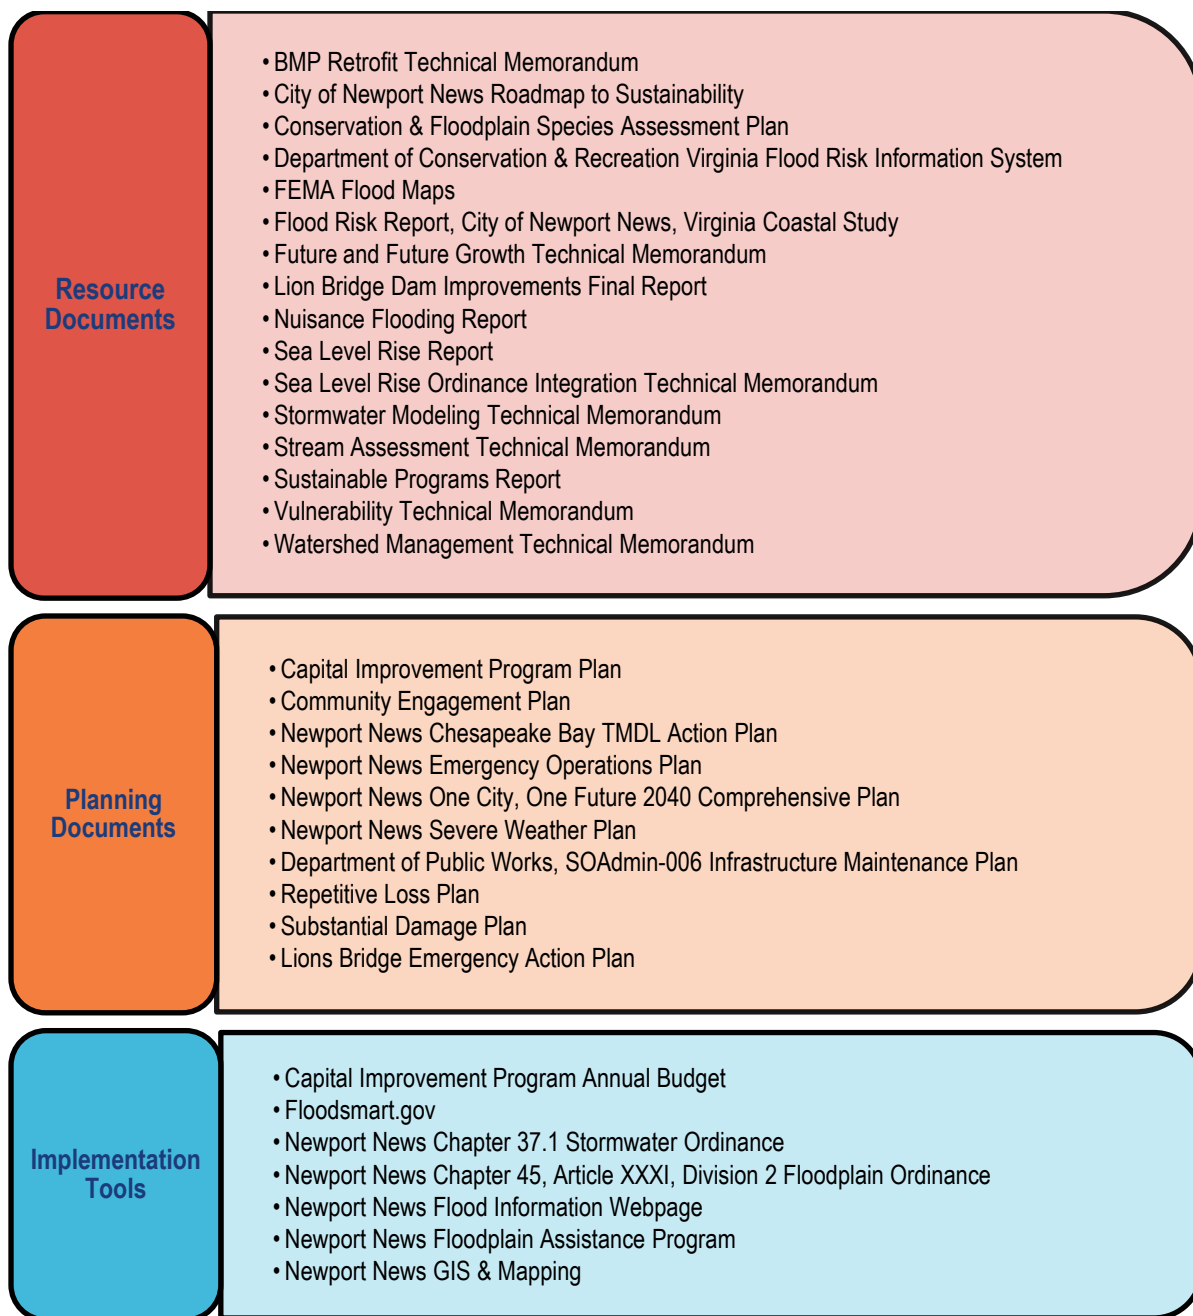 Resource
Documents
• BMP Retrofit Technical Memorandum
• City of Newport News Roadmap to Sustainability
• Conservation & Floodplain Species Assessment Plan
• Department of Conservation & Recreation Virginia Flood Risk Information System
• FEMA Flood Maps
• Flood Risk Report, City of Newport News, Virginia Coastal Study
• Future and Future Growth Technical Memorandum
• Lion Bridge Dam Improvements Final Report
• Nuisance Flooding Report
• Sea Level Rise Report
• Sea Level Rise Ordinance Integration Technical Memorandum
• Stormwater Modeling Technical Memorandum
• Stream Assessment Technical Memorandum
• Sustainable Programs Report
• Vulnerability Technical Memorandum
• Watershed Management Technical Memorandum
Planning
Documents
• Capital Improvement Program Plan
• Community Engagement Plan
• Newport News Chesapeake Bay TMDL Action Plan
• Newport News Emergency Operations Plan
• Newport News One City, One Future 2040 Comprehensive Plan
• Newport News Severe Weather Plan
• Department of Public Works, SOAdmin-006 Infrastructure Maintenance Plan
• Repetitive Loss Plan
• Substantial Damage Plan
• Lions Bridge Emergency Action Plan
Implementation
Tools
• Capital Improvement Program Annual Budget
• Floodsmart.gov
• Newport News Chapter 37.1 Stormwater Ordinance
• Newport News Chapter 45, Article XXXI, Division 2 Floodplain Ordinance
• Newport News Flood Information Webpage
• Newport News Floodplain Assistance Program
• Newport News GIS & Mapping